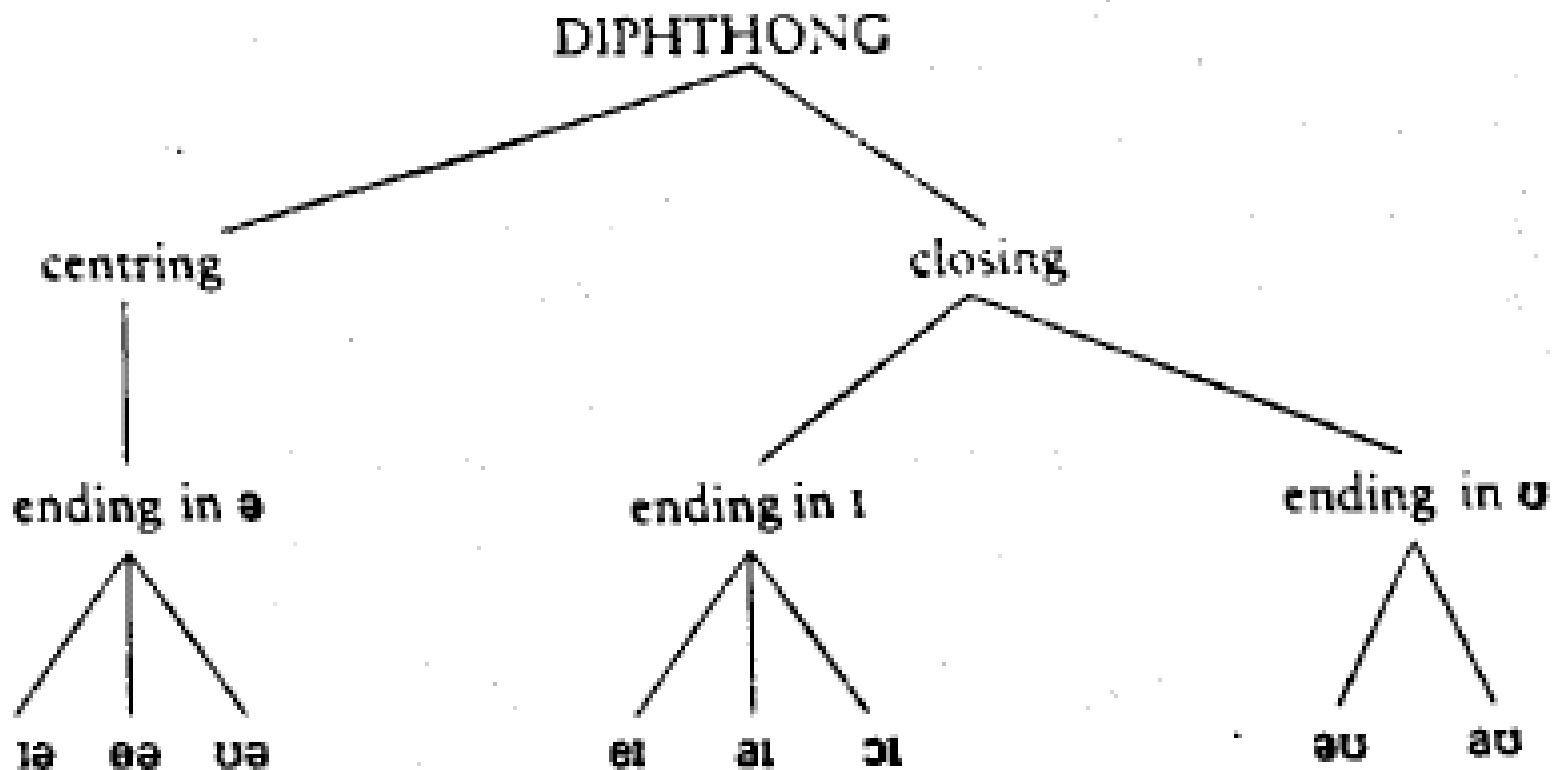 DIPHTHONG
centring closing
ending in ə ending in ɪ ending in ʊ
ɪə eə ʊə eɪ aɪ ɔɪ əʊ aʊ